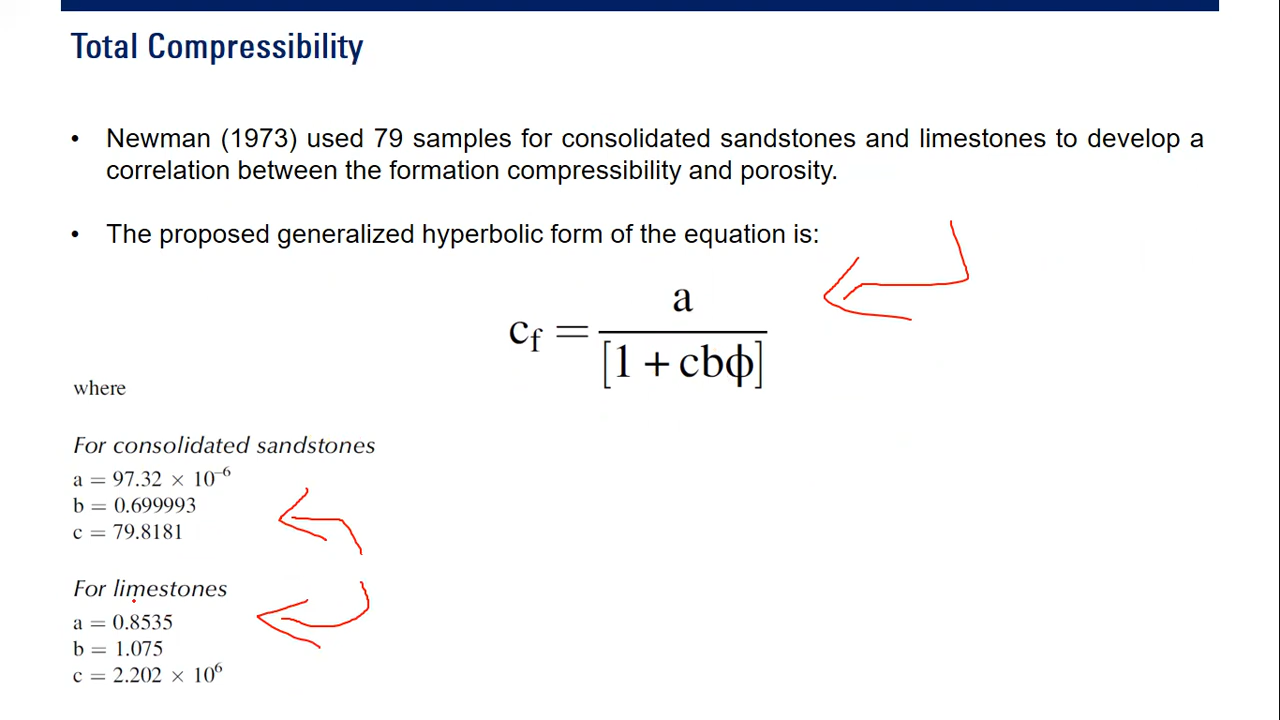 Total Compressibility
• Newman (1973) used 79 samples for consolidated sandstones and limestones to develop a
correlation between the formation compressibility and porosity.
• The proposed generalized hyperbolic form of the equation is:
c_f = a / [1 + cbϕ]
where
For consolidated sandstones
a = 97.32 × 10⁻⁶
b = 0.699993
c = 79.8181
For limestones
a = 0.8535
b = 1.075
c = 2.202 × 10⁶